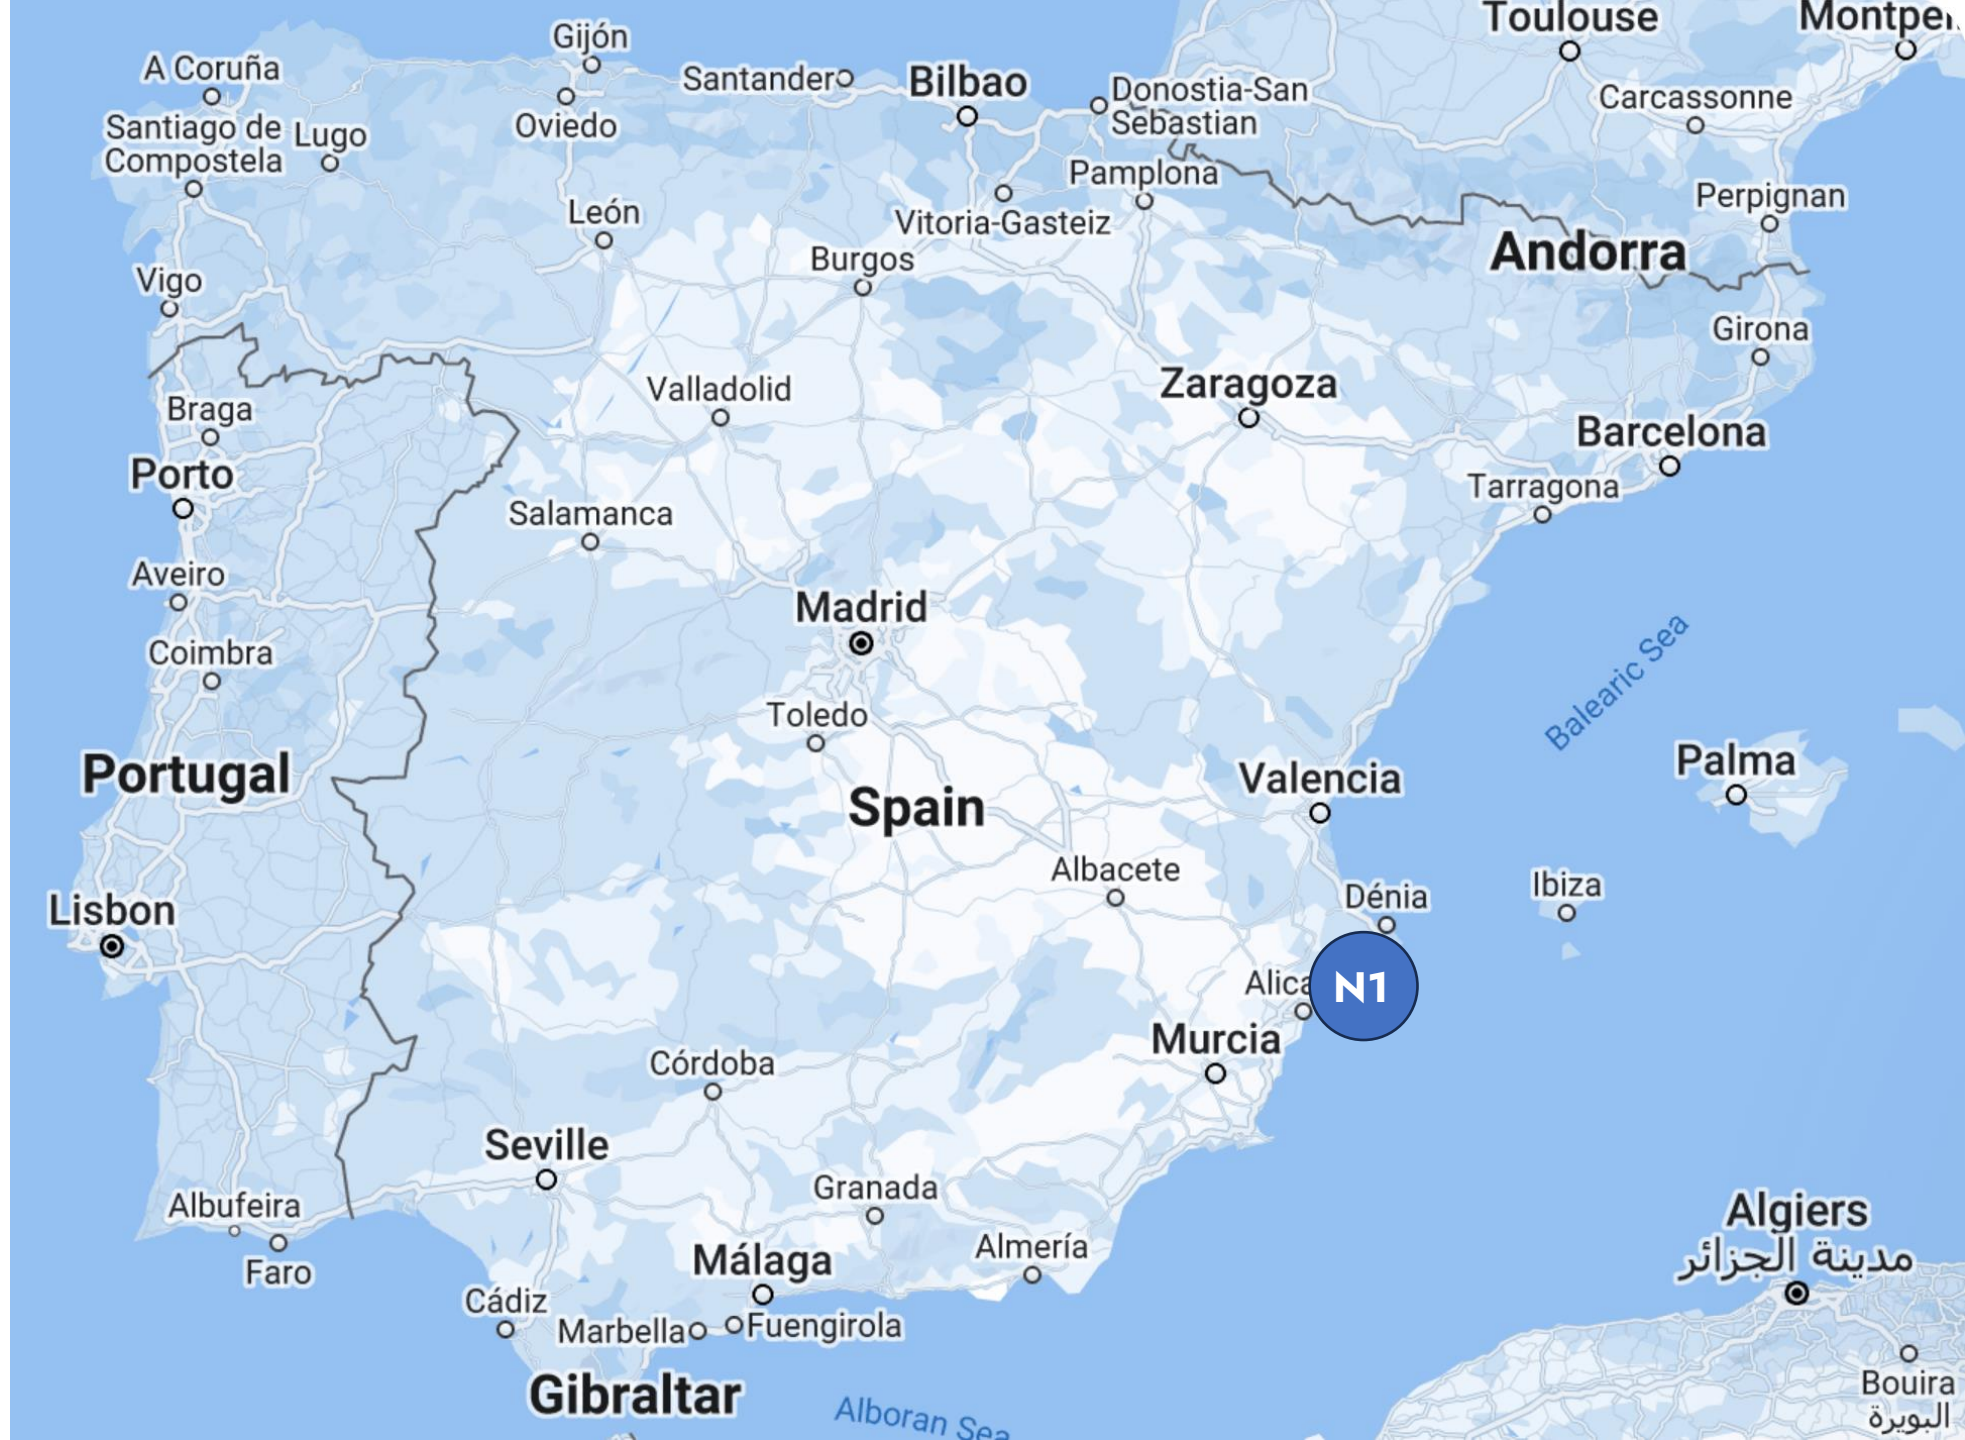 Toulouse
Montpe
Gijón
A Coruña
Santander
Bilbao
Donostia-San
Sebastian
Carcassonne
Santiago de
Compostela
Lugo
Oviedo
Pamplona
Perpignan
León
Vitoria-Gasteiz
Andorra
Burgos
Vigo
Girona
Valladolid
Zaragoza
Braga
Barcelona
Porto
Tarragona
Salamanca
Aveiro
Madrid
Coimbra
Balearic Sea
Toledo
Portugal
Valencia
Palma
Spain
Albacete
Dénia
Ibiza
Lisbon
Alica
N1
Murcia
Córdoba
Seville
Granada
Albufeira
Algiers
مدينة الجزائر
Almería
Málaga
Faro
Cádiz
Marbella
Fuengirola
Gibraltar
Alboran Sea
Bouira
البويرة